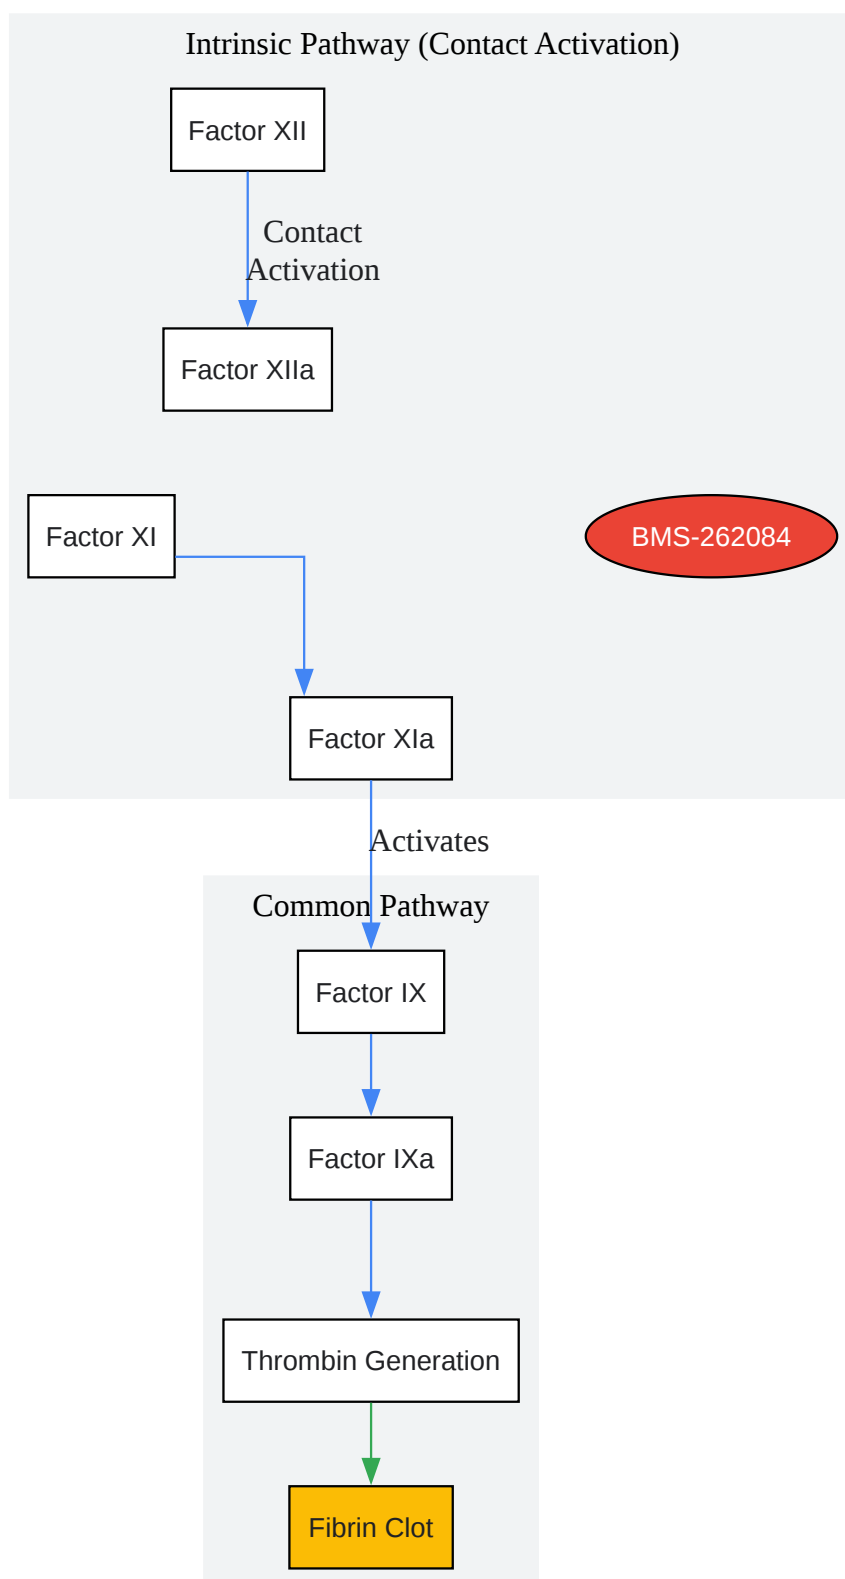 Intrinsic Pathway (Contact Activation)
Factor XII
Contact
Activation
Factor XIIa
Factor XI
BMS-262084
Factor XIa
Activates
Common Pathway
Factor IX
Factor IXa
Thrombin Generation
Fibrin Clot